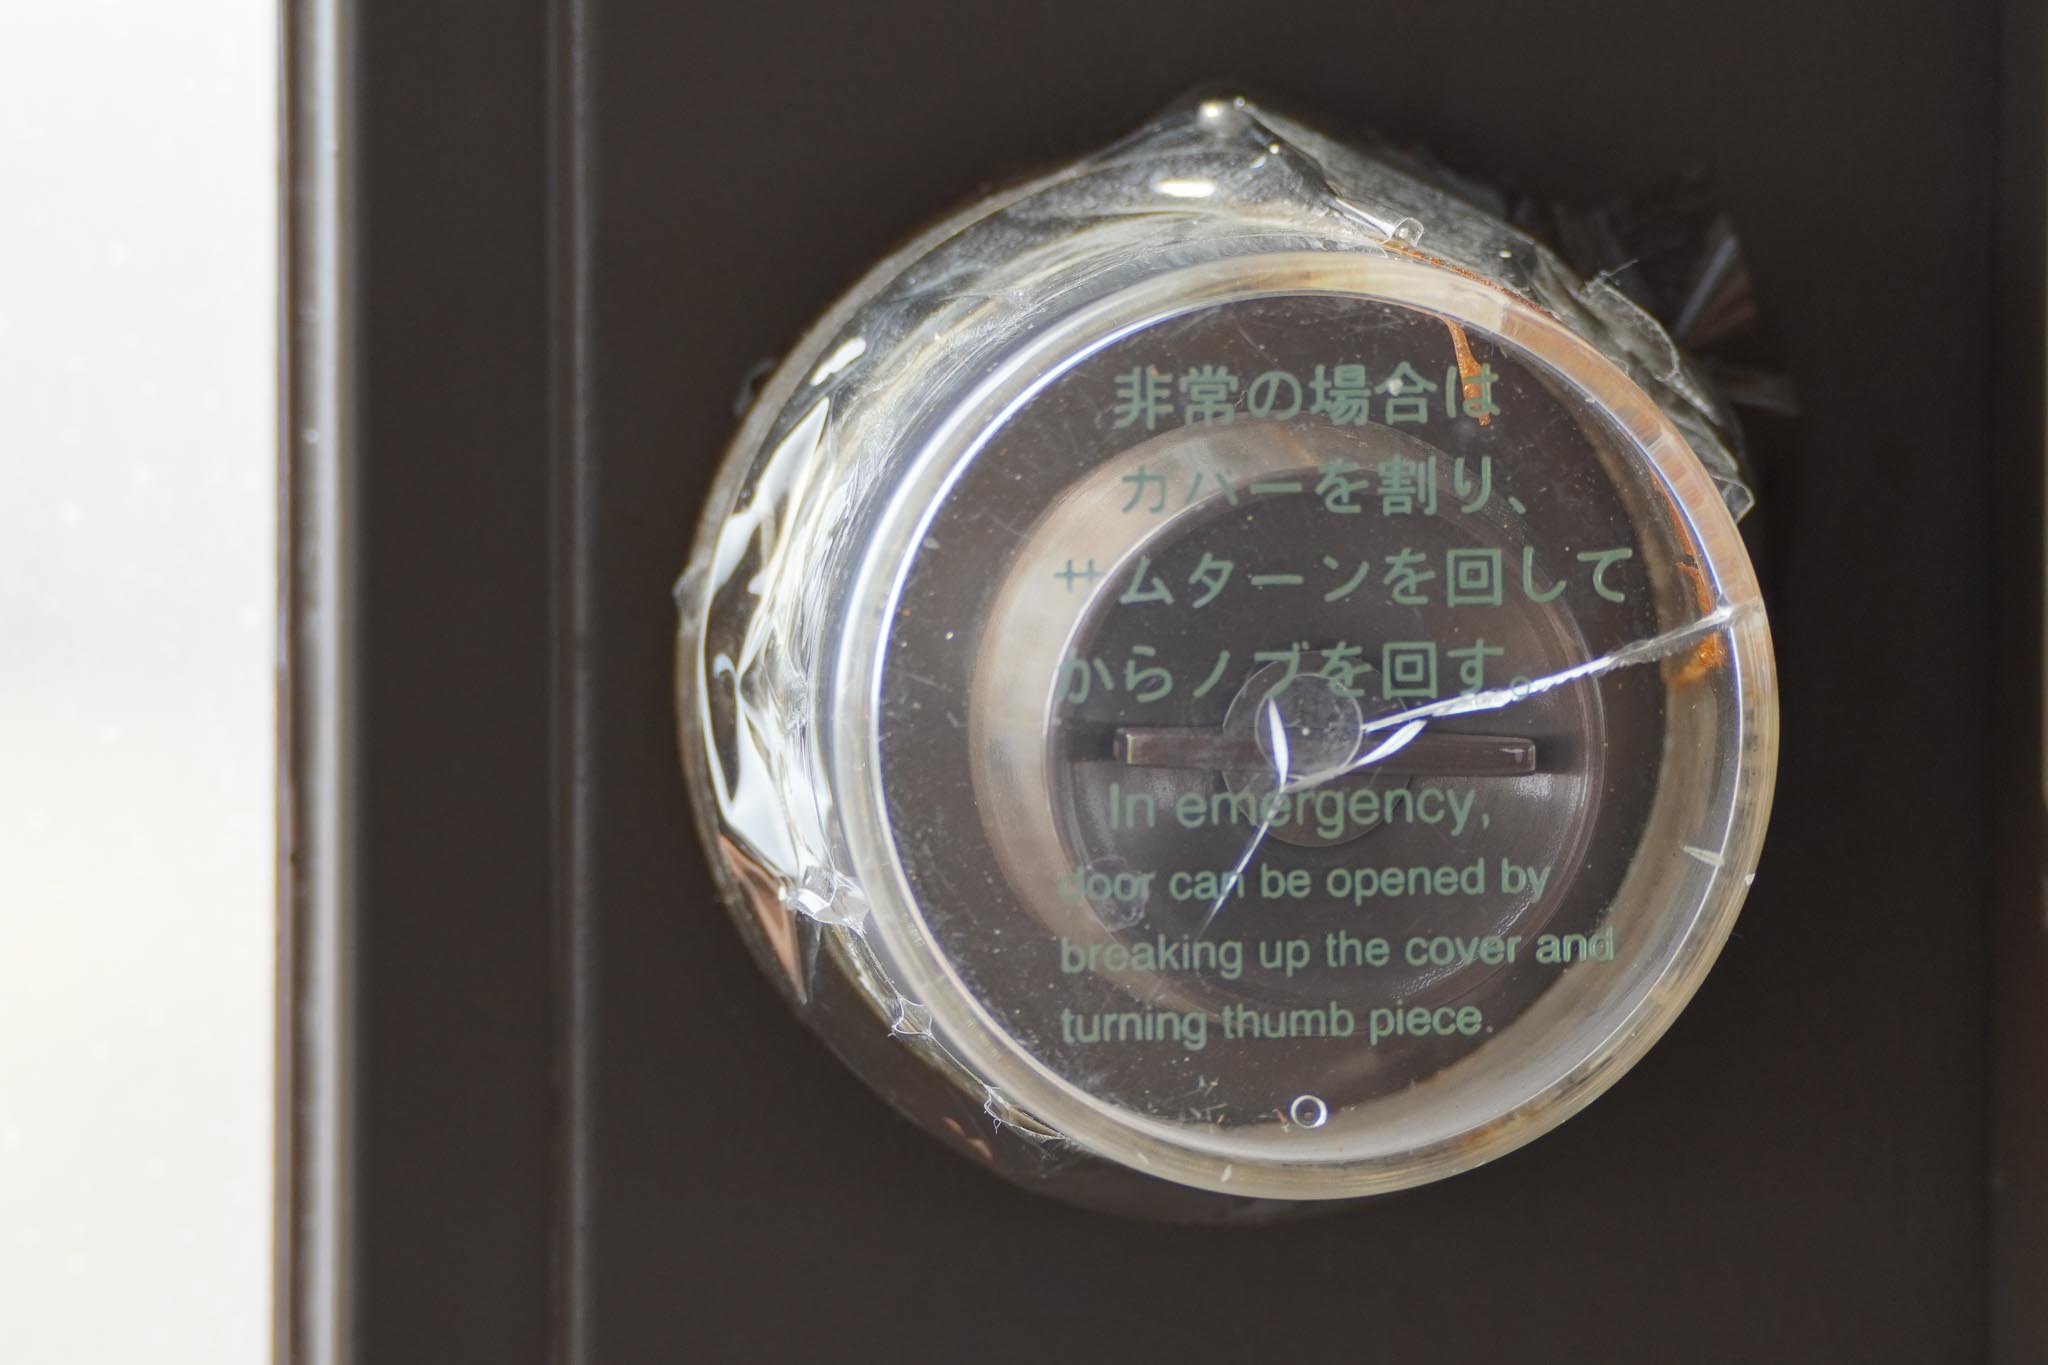 非常の場合は
カバーを割り、
サムターンを回して
からノブを回す。
In emergency,
door can be opened by
breaking up the cover and
turning thumb piece.